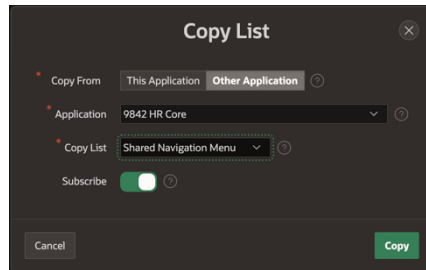 Copy List
* Copy From This Application Other Application ?
* Application 9842 HR Core ?
* Copy List Shared Navigation Menu ?
Subscribe ?
Cancel Copy